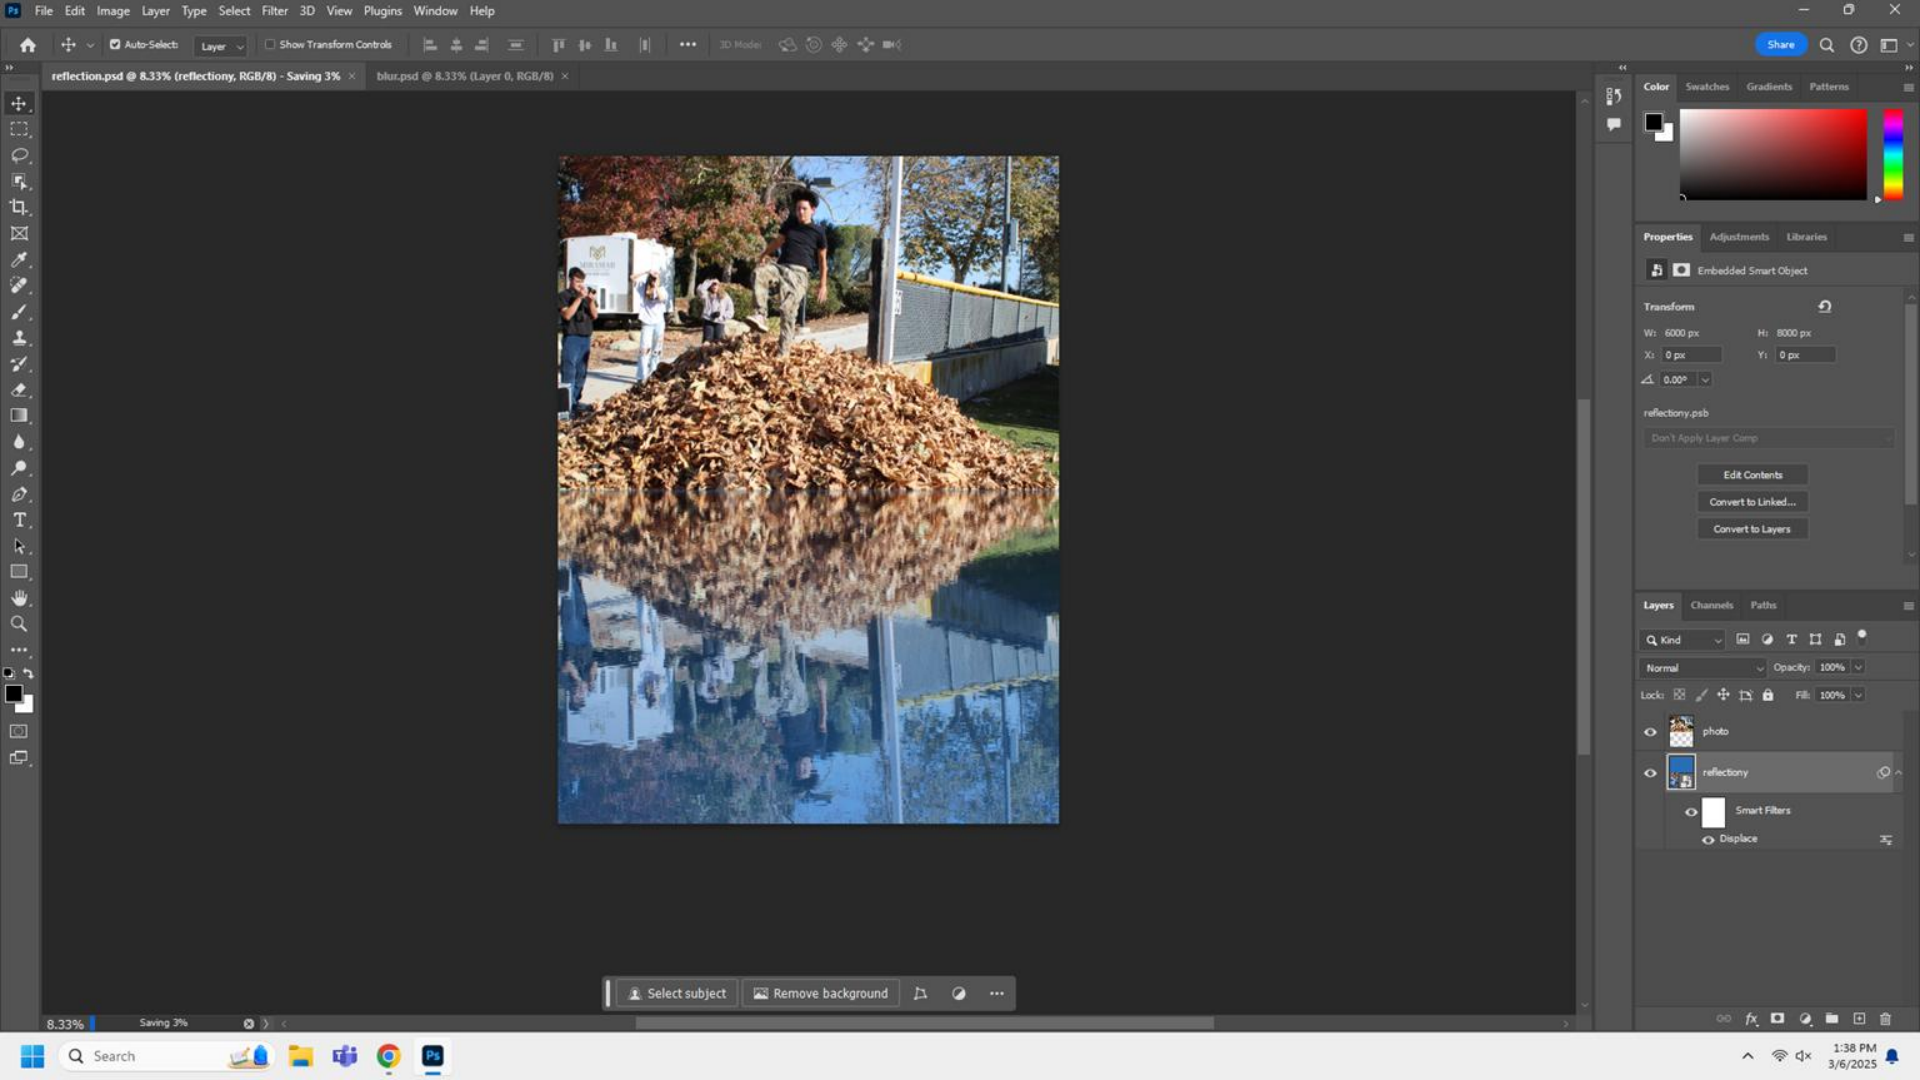 Ps File Edit Image Layer Type Select Filter 3D View Plugins Window Help
Auto-Select: Layer Show Transform Controls 3D Mode: Share
reflection.psd @ 8.33% (reflectiony, RGB/8) - Saving 3% × blur.psd @ 8.33% (Layer 0, RGB/8) ×
Color Swatches Gradients Patterns
Properties Adjustments Libraries
Embedded Smart Object
Transform
W: 6000 px H: 8000 px
X: 0 px Y: 0 px
0.00°
reflectiony.psb
Don't Apply Layer Comp
Edit Contents
Convert to Linked...
Convert to Layers
Layers Channels Paths
Kind
Normal Opacity: 100%
Lock: Fill: 100%
photo
reflectiony
Smart Filters
Displace
MIRAMAR
Select subject Remove background
8.33% Saving 3%
Search Ps
1:38 PM
3/6/2025